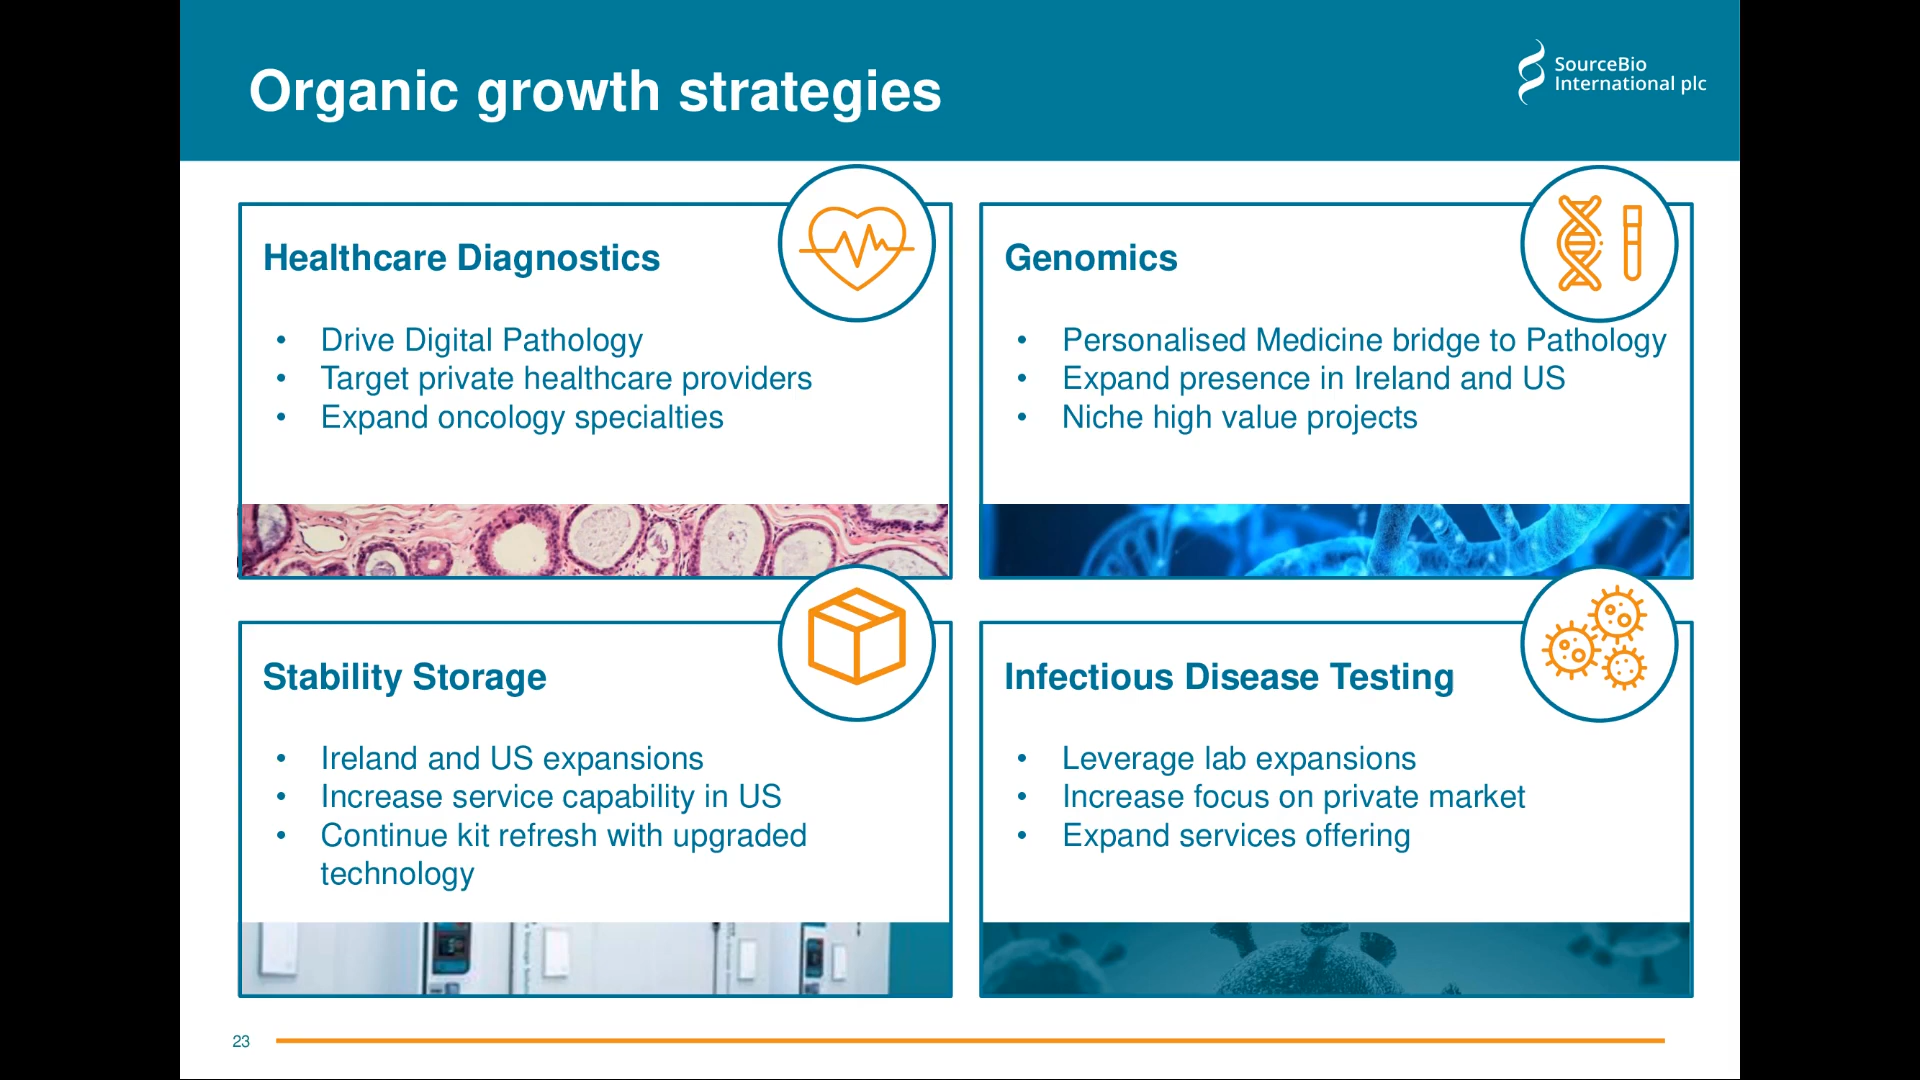 Organic growth strategies
SourceBio
International plc
Healthcare Diagnostics
• Drive Digital Pathology
• Target private healthcare providers
• Expand oncology specialties
Genomics
• Personalised Medicine bridge to Pathology
• Expand presence in Ireland and US
• Niche high value projects
Stability Storage
• Ireland and US expansions
• Increase service capability in US
• Continue kit refresh with upgraded
technology
Infectious Disease Testing
• Leverage lab expansions
• Increase focus on private market
• Expand services offering
23